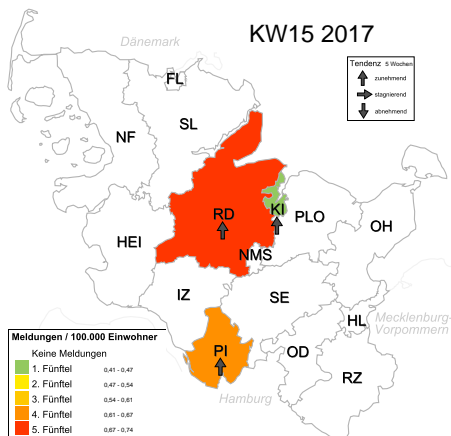 KW15 2017
Dänemark
Tendenz 5 Wochen
zunehmend
stagnierend
abnehmend
FL
SL
NF
RD
KI
PLO
OH
HEI
NMS
IZ
SE
HL
Mecklenburg-
Vorpommern
PI
OD
RZ
Hamburg
Meldungen / 100.000 Einwohner
Keine Meldungen
1. Fünftel 0,41 - 0,47
2. Fünftel 0,47 - 0,54
3. Fünftel 0,54 - 0,61
4. Fünftel 0,61 - 0,67
5. Fünftel 0,67 - 0,74